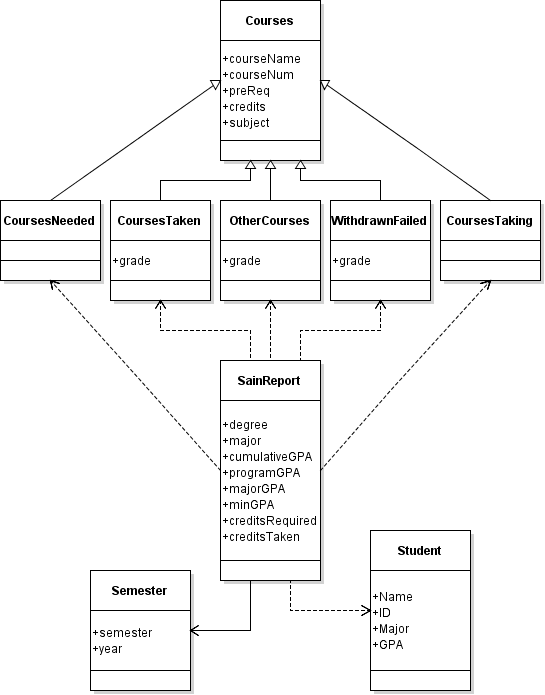 Courses
+courseName
+courseNum
+preReq
+credits
+subject
CoursesNeeded
CoursesTaken
+grade
OtherCourses
+grade
WithdrawnFailed
+grade
CoursesTaking
SainReport
+degree
+major
+cumulativeGPA
+programGPA
+majorGPA
+minGPA
+creditsRequired
+creditsTaken
Semester
+semester
+year
Student
+Name
+ID
+Major
+GPA